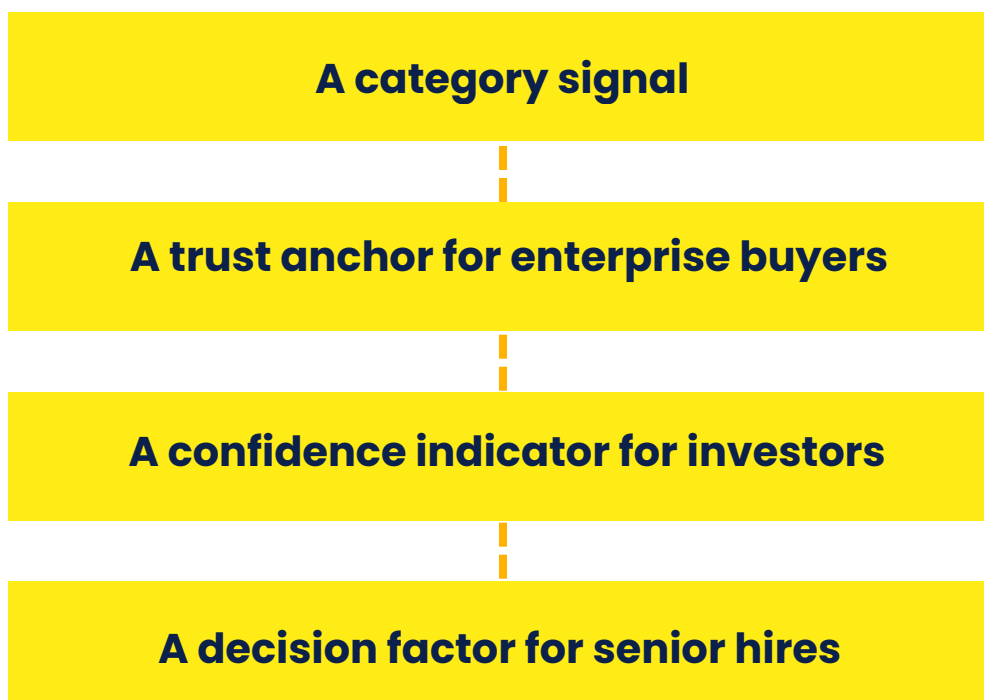 A category signal
A trust anchor for enterprise buyers
A confidence indicator for investors
A decision factor for senior hires